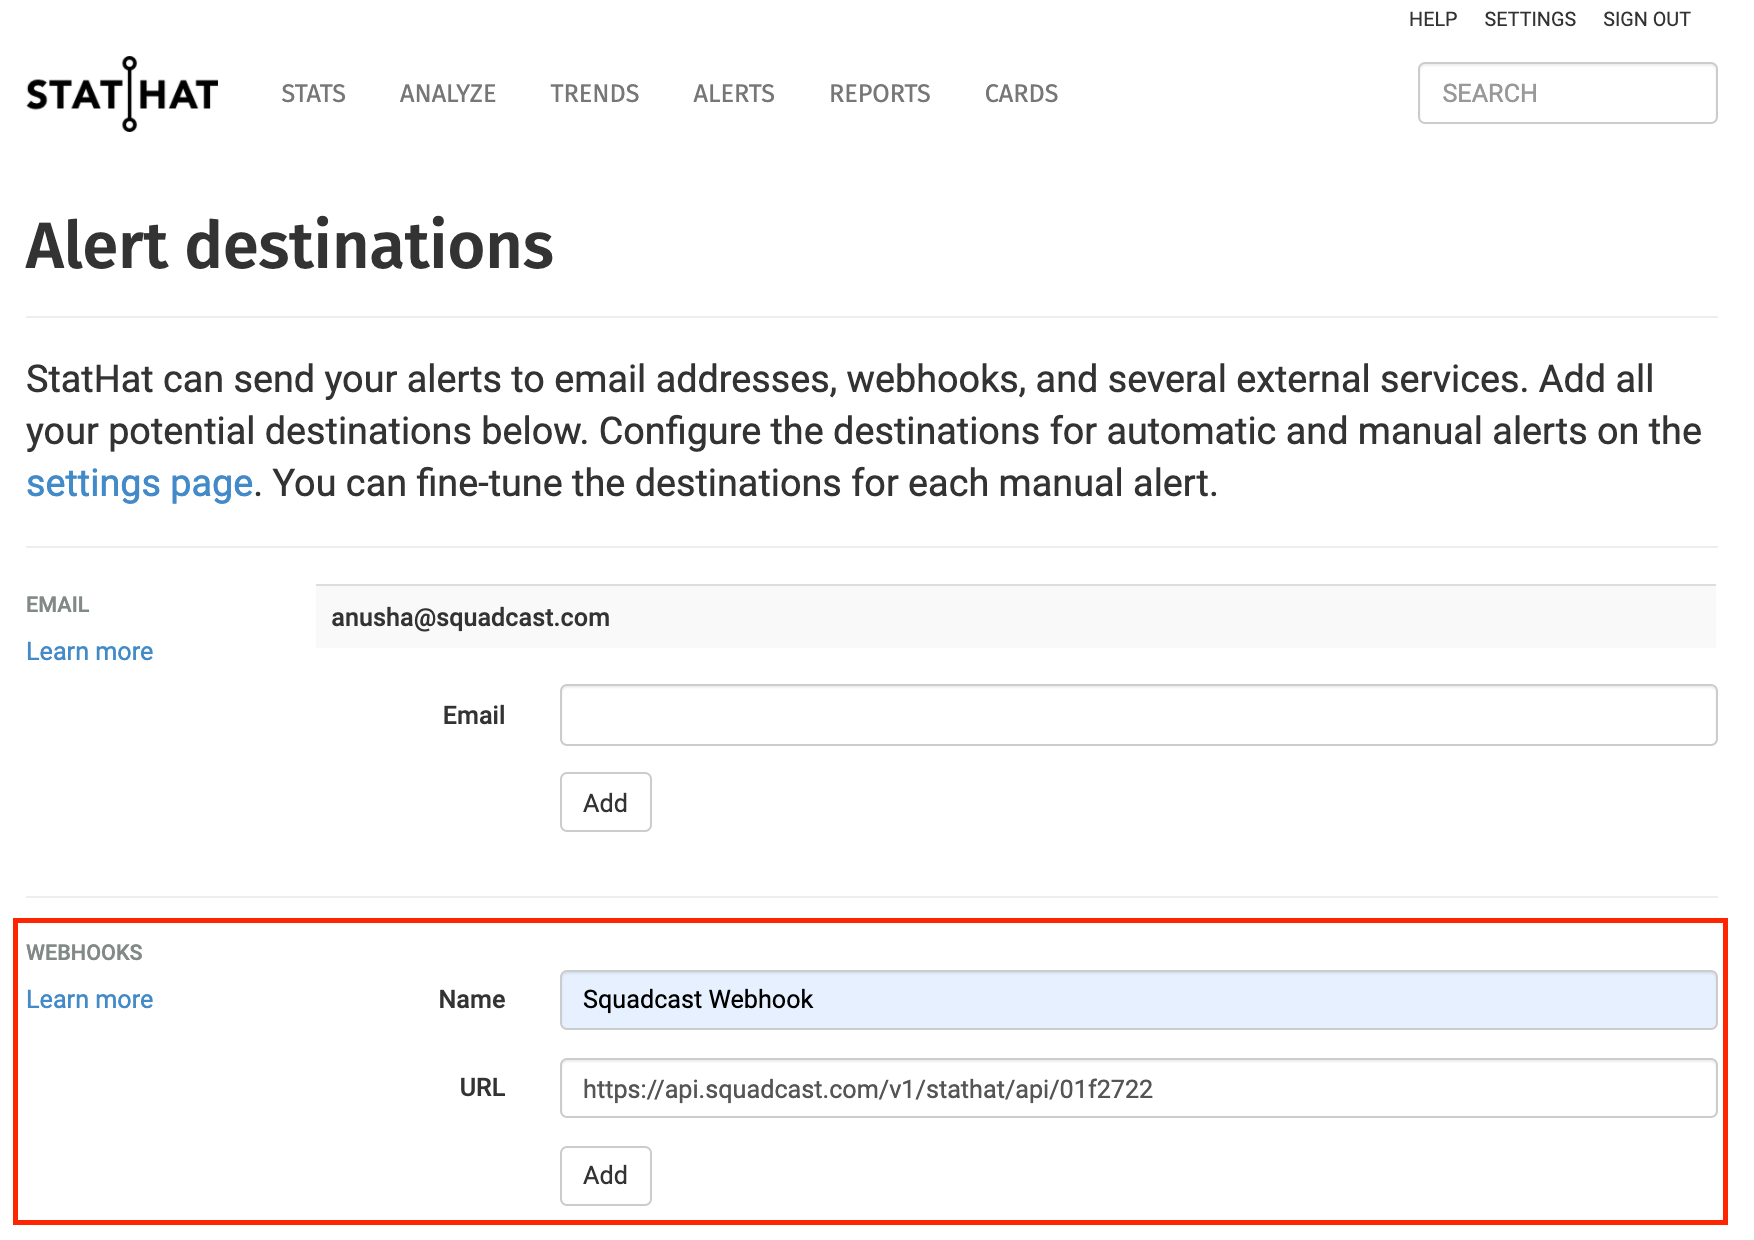 HELP SETTINGS SIGN OUT
STATHAT STATS ANALYZE TRENDS ALERTS REPORTS CARDS SEARCH
Alert destinations
StatHat can send your alerts to email addresses, webhooks, and several external services. Add all
your potential destinations below. Configure the destinations for automatic and manual alerts on the
settings page. You can fine-tune the destinations for each manual alert.
EMAIL
anusha@squadcast.com
Learn more
Email
Add
WEBHOOKS
Learn more
Name Squadcast Webhook
URL https://api.squadcast.com/v1/stathat/api/01f2722
Add